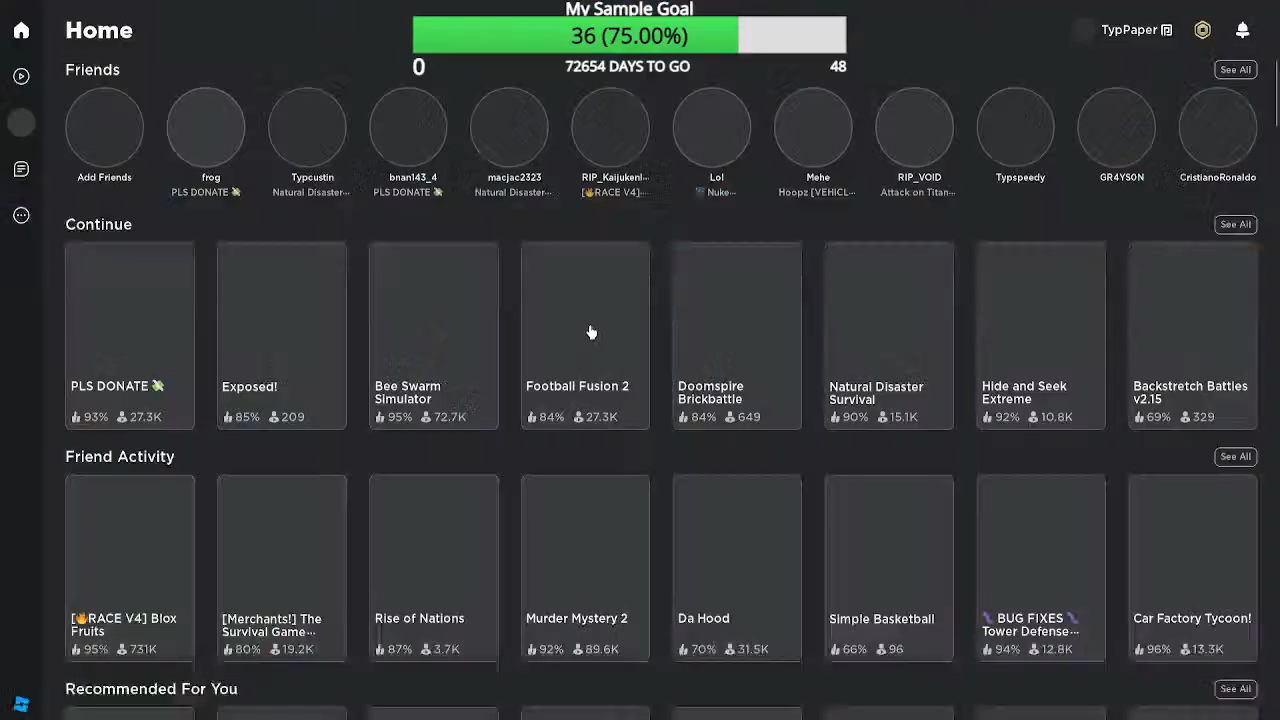 My Sample Goal
Home
36 (75.00%)
TypPaper
0
72654 DAYS TO GO
48
Friends
See All
Add Friends
frog
Typcustin
bnan143_4
macjac2323
RIP_Kaijukenl...
Lol
Mehe
RIP_VOID
Typspeedy
GR4YS0N
CristianoRonaldo
PLS DONATE 💸
Natural Disaster...
PLS DONATE 💸
Natural Disaster...
[🔥RACE V4]...
Nuke...
Hoopz [VEHICL...
Attack on Titan...
Continue
See All
PLS DONATE 💸
Exposed!
Bee Swarm
Simulator
Football Fusion 2
Doomspire
Brickbattle
Natural Disaster
Survival
Hide and Seek
Extreme
Backstretch Battles
v2.15
93% 27.3K
85% 209
95% 72.7K
84% 27.3K
84% 649
90% 15.1K
92% 10.8K
69% 329
Friend Activity
See All
[🔥RACE V4] Blox
Fruits
[Merchants!] The
Survival Game...
Rise of Nations
Murder Mystery 2
Da Hood
Simple Basketball
BUG FIXES
Tower Defense...
Car Factory Tycoon!
95% 731K
80% 19.2K
87% 3.7K
92% 89.6K
70% 31.5K
66% 96
94% 12.8K
96% 13.3K
Recommended For You
See All